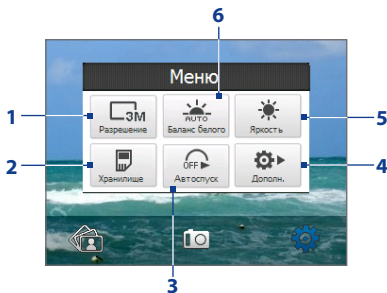 6
Меню
1
3M
AUTO
5
Разрешение
Баланс белого
Яркость
2
OFF
4
Хранилище
Автоспуск
Дополн.
3